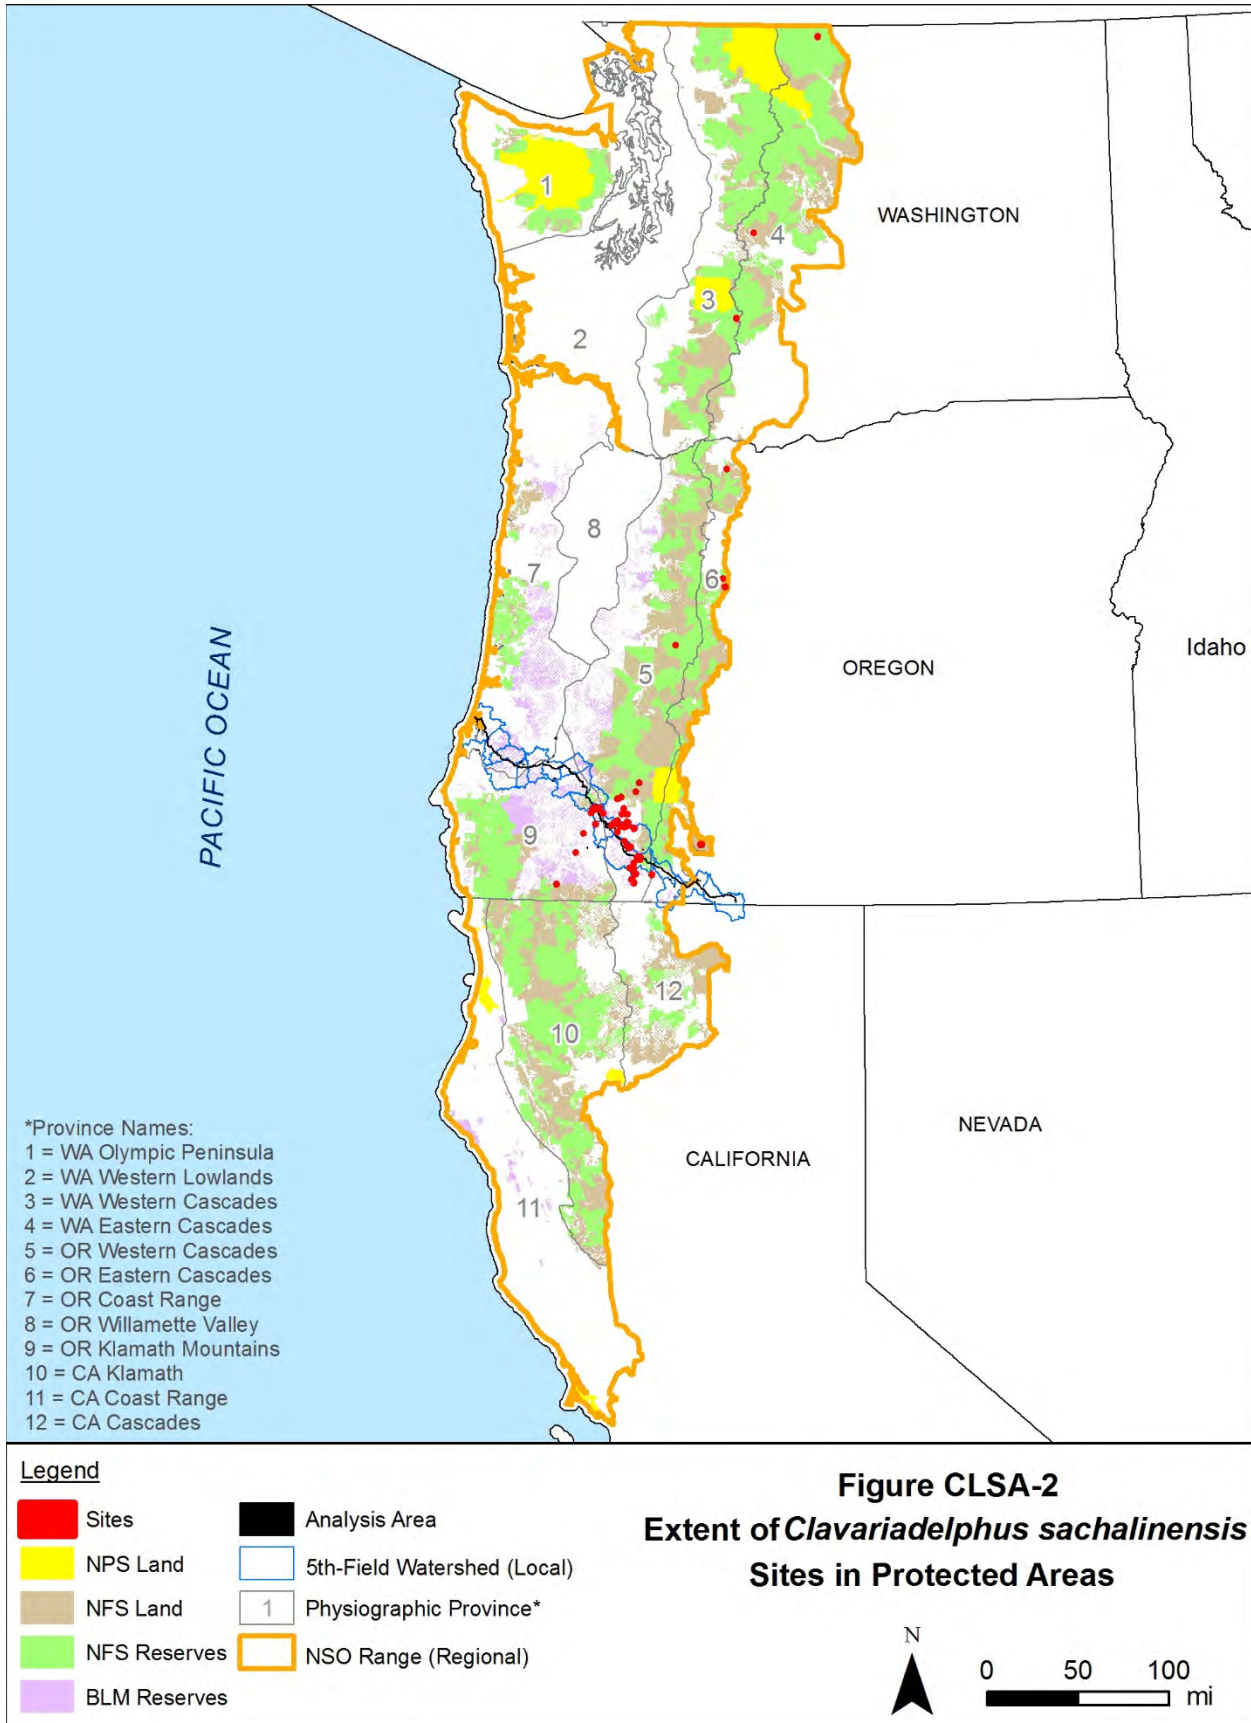 WASHINGTON
1
4
3
2
8
7
6
Idaho
OREGON
5
PACIFIC OCEAN
9
12
10
NEVADA
CALIFORNIA
11
*Province Names:
1 = WA Olympic Peninsula
2 = WA Western Lowlands
3 = WA Western Cascades
4 = WA Eastern Cascades
5 = OR Western Cascades
6 = OR Eastern Cascades
7 = OR Coast Range
8 = OR Willamette Valley
9 = OR Klamath Mountains
10 = CA Klamath
11 = CA Coast Range
12 = CA Cascades
Legend
Sites
NPS Land
NFS Land
NFS Reserves
BLM Reserves
Analysis Area
5th-Field Watershed (Local)
1 Physiographic Province*
NSO Range (Regional)
Figure CLSA-2
Extent of Clavariadelphus sachalinensis
Sites in Protected Areas
N
0 50 100
mi